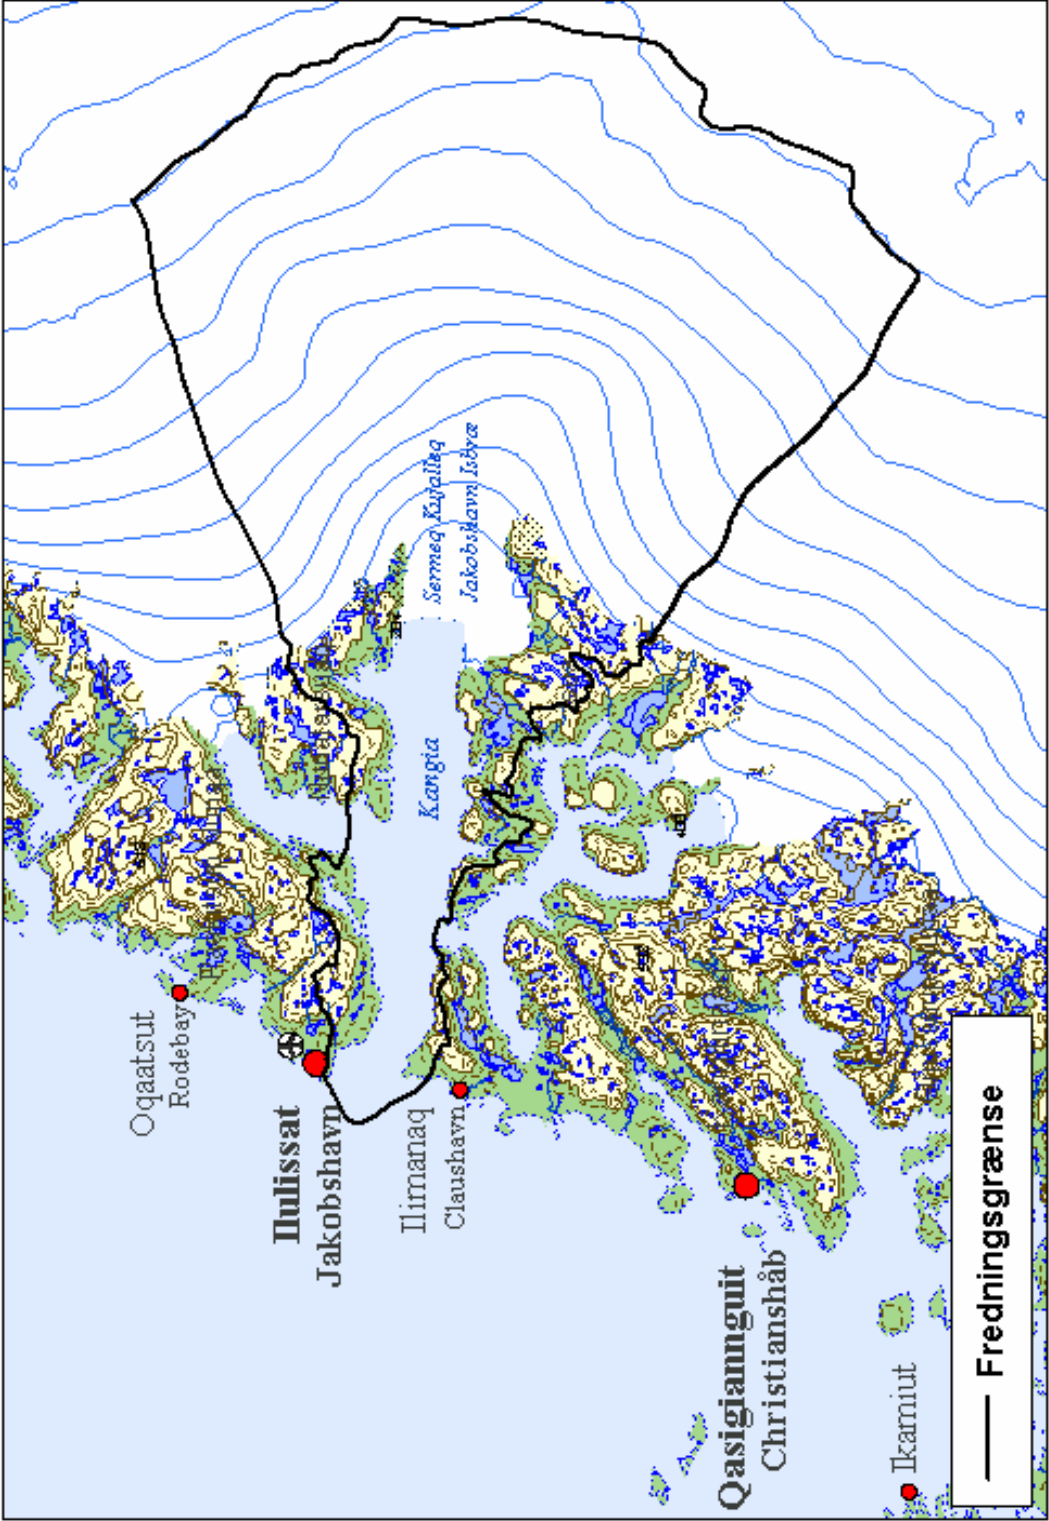 Oqaatsut
Rodebay
Ilulissat
Jakobshavn
Ilimanaq
Claushavn
Kangia
Sermeq Kujalleq
Jakobshavn Isbræ
Qasigiannguit
Christianshåb
Ikamiut
Fredningsgrænse